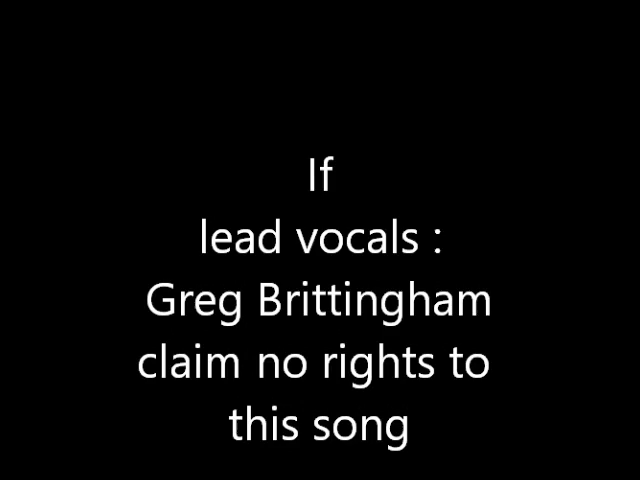 If
lead vocals :
Greg Brittingham
claim no rights to
this song